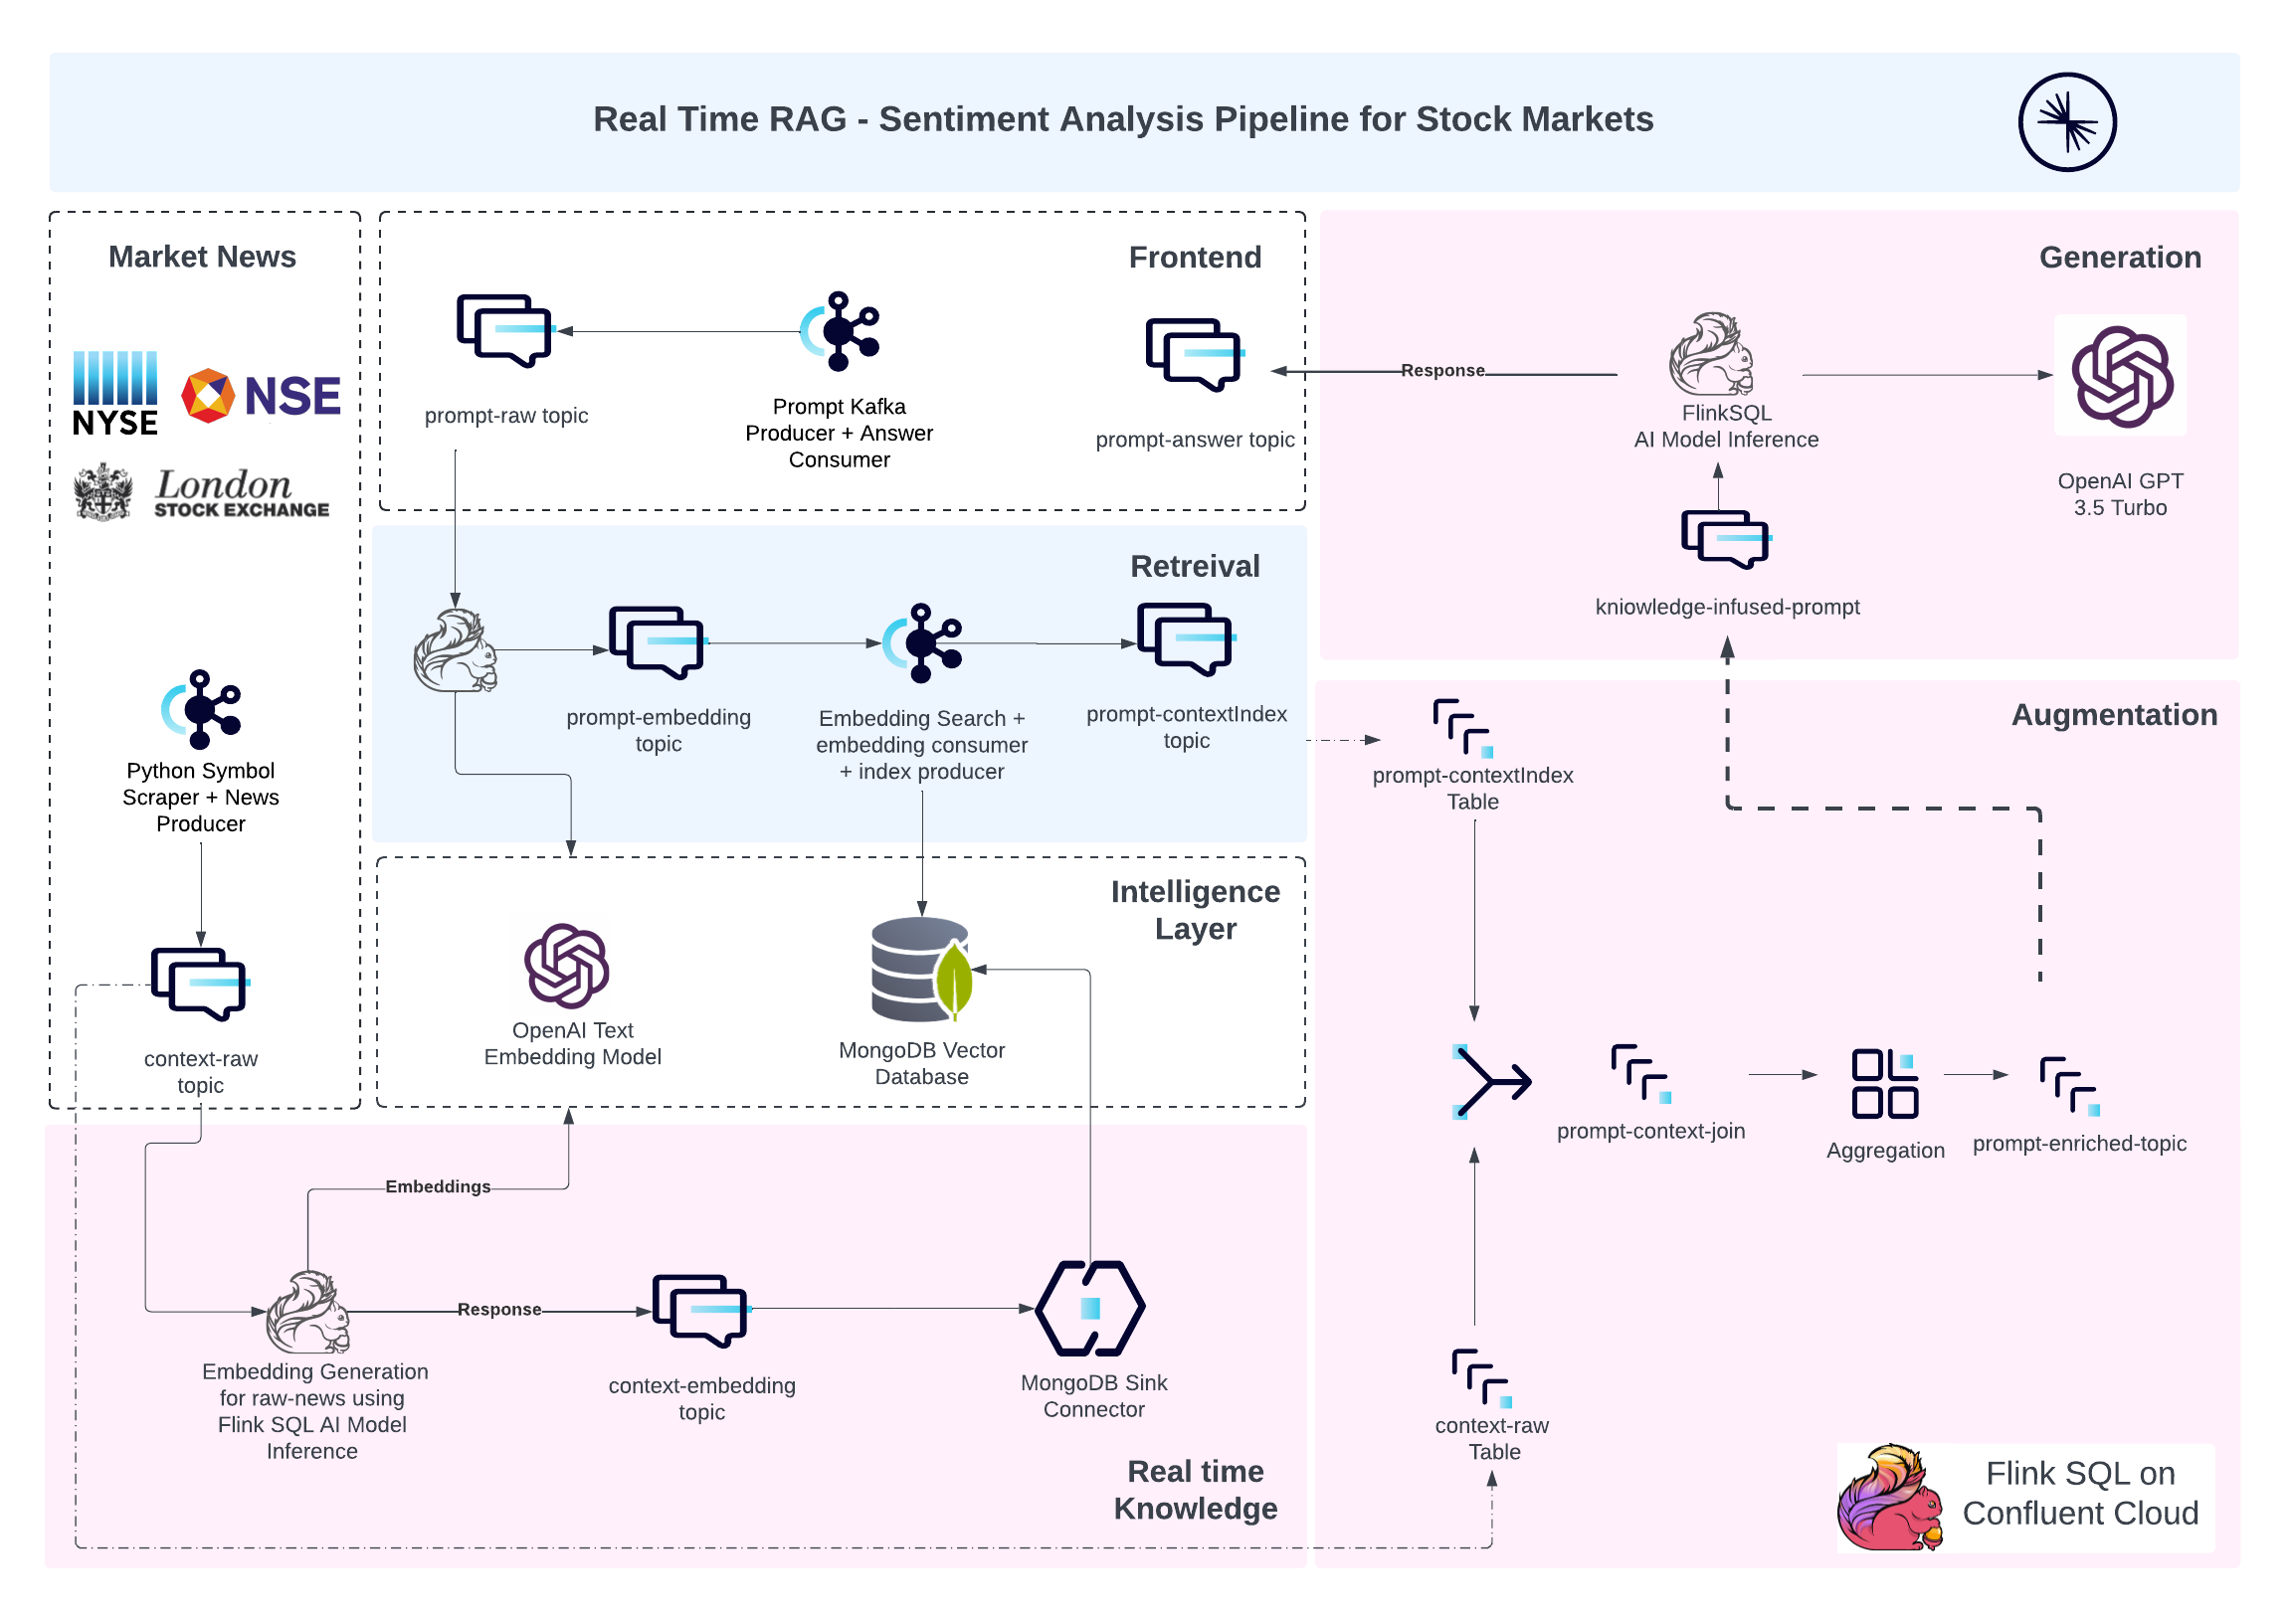 Real Time RAG - Sentiment Analysis Pipeline for Stock Markets
Market News
NYSE
NSE
London
STOCK EXCHANGE
Python Symbol
Scraper + News
Producer
context-raw
topic
Frontend
prompt-raw topic
Prompt Kafka
Producer + Answer
Consumer
prompt-answer topic
Generation
Response
FlinkSQL
AI Model Inference
OpenAI GPT
3.5 Turbo
kniowledge-infused-prompt
Retreival
prompt-embedding
topic
Embedding Search +
embedding consumer
+ index producer
prompt-contextIndex
topic
Augmentation
prompt-contextIndex
Table
prompt-context-join
Aggregation
prompt-enriched-topic
context-raw
Table
Flink SQL on
Confluent Cloud
Intelligence
Layer
OpenAI Text
Embedding Model
MongoDB Vector
Database
Embeddings
Response
Embedding Generation
for raw-news using
Flink SQL AI Model
Inference
context-embedding
topic
MongoDB Sink
Connector
Real time
Knowledge